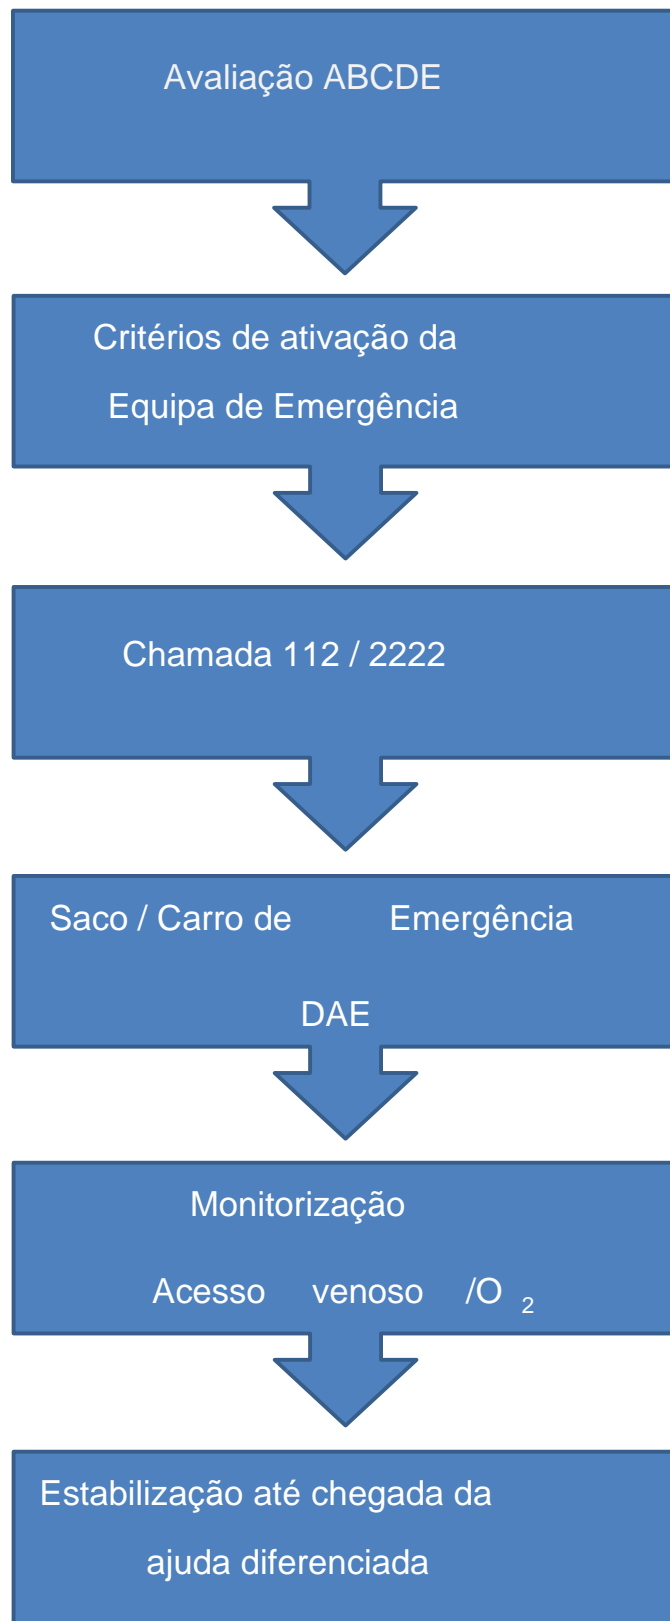 Avaliação ABCDE
Critérios de ativação da
Equipa de Emergência
Chamada 112 / 2222
Saco / Carro de Emergência
DAE
Monitorização
Acesso venoso /O 2
Estabilização até chegada da
ajuda diferenciada